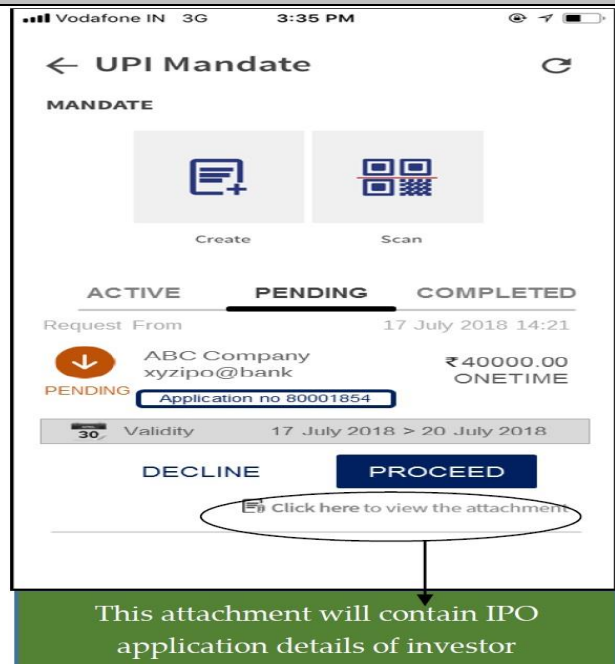 Vodafone IN 3G 3:35 PM
← UPI Mandate
MANDATE
Create Scan
ACTIVE PENDING COMPLETED
Request From 17 July 2018 14:21
ABC Company ₹40000.00
xyzipo@bank ONETIME
PENDING
Application no 80001854
30 Validity 17 July 2018 > 20 July 2018
DECLINE PROCEED
Click here to view the attachment
This attachment will contain IPO
application details of investor